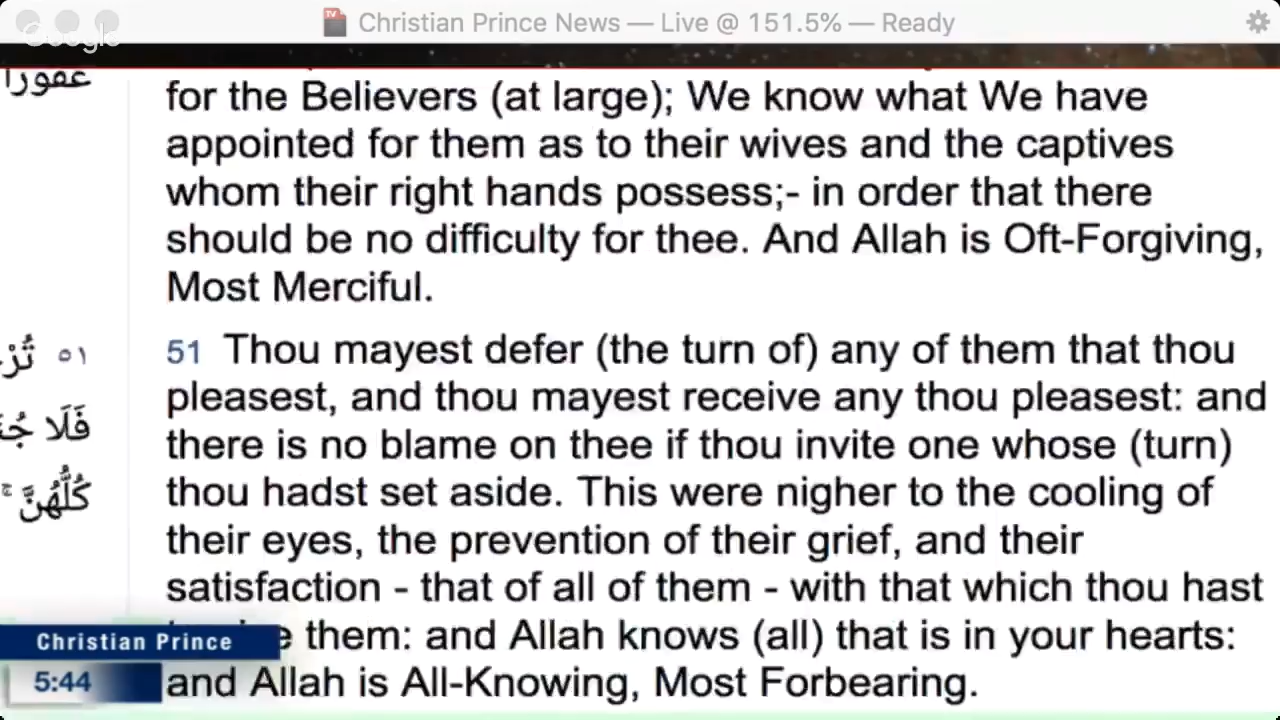 Christian Prince News — Live @ 151.5% — Ready
Google
غفورا
for the Believers (at large); We know what We have
appointed for them as to their wives and the captives
whom their right hands possess;- in order that there
should be no difficulty for thee. And Allah is Oft-Forgiving,
Most Merciful.
٥١
51 Thou mayest defer (the turn of) any of them that thou
pleasest, and thou mayest receive any thou pleasest: and
فَلَا
there is no blame on thee if thou invite one whose (turn)
thou hadst set aside. This were nigher to the cooling of
كُلُّهُنَّ
their eyes, the prevention of their grief, and their
satisfaction - that of all of them - with that which thou hast
them: and Allah knows (all) that is in your hearts:
and Allah is All-Knowing, Most Forbearing.
Christian Prince
5:44